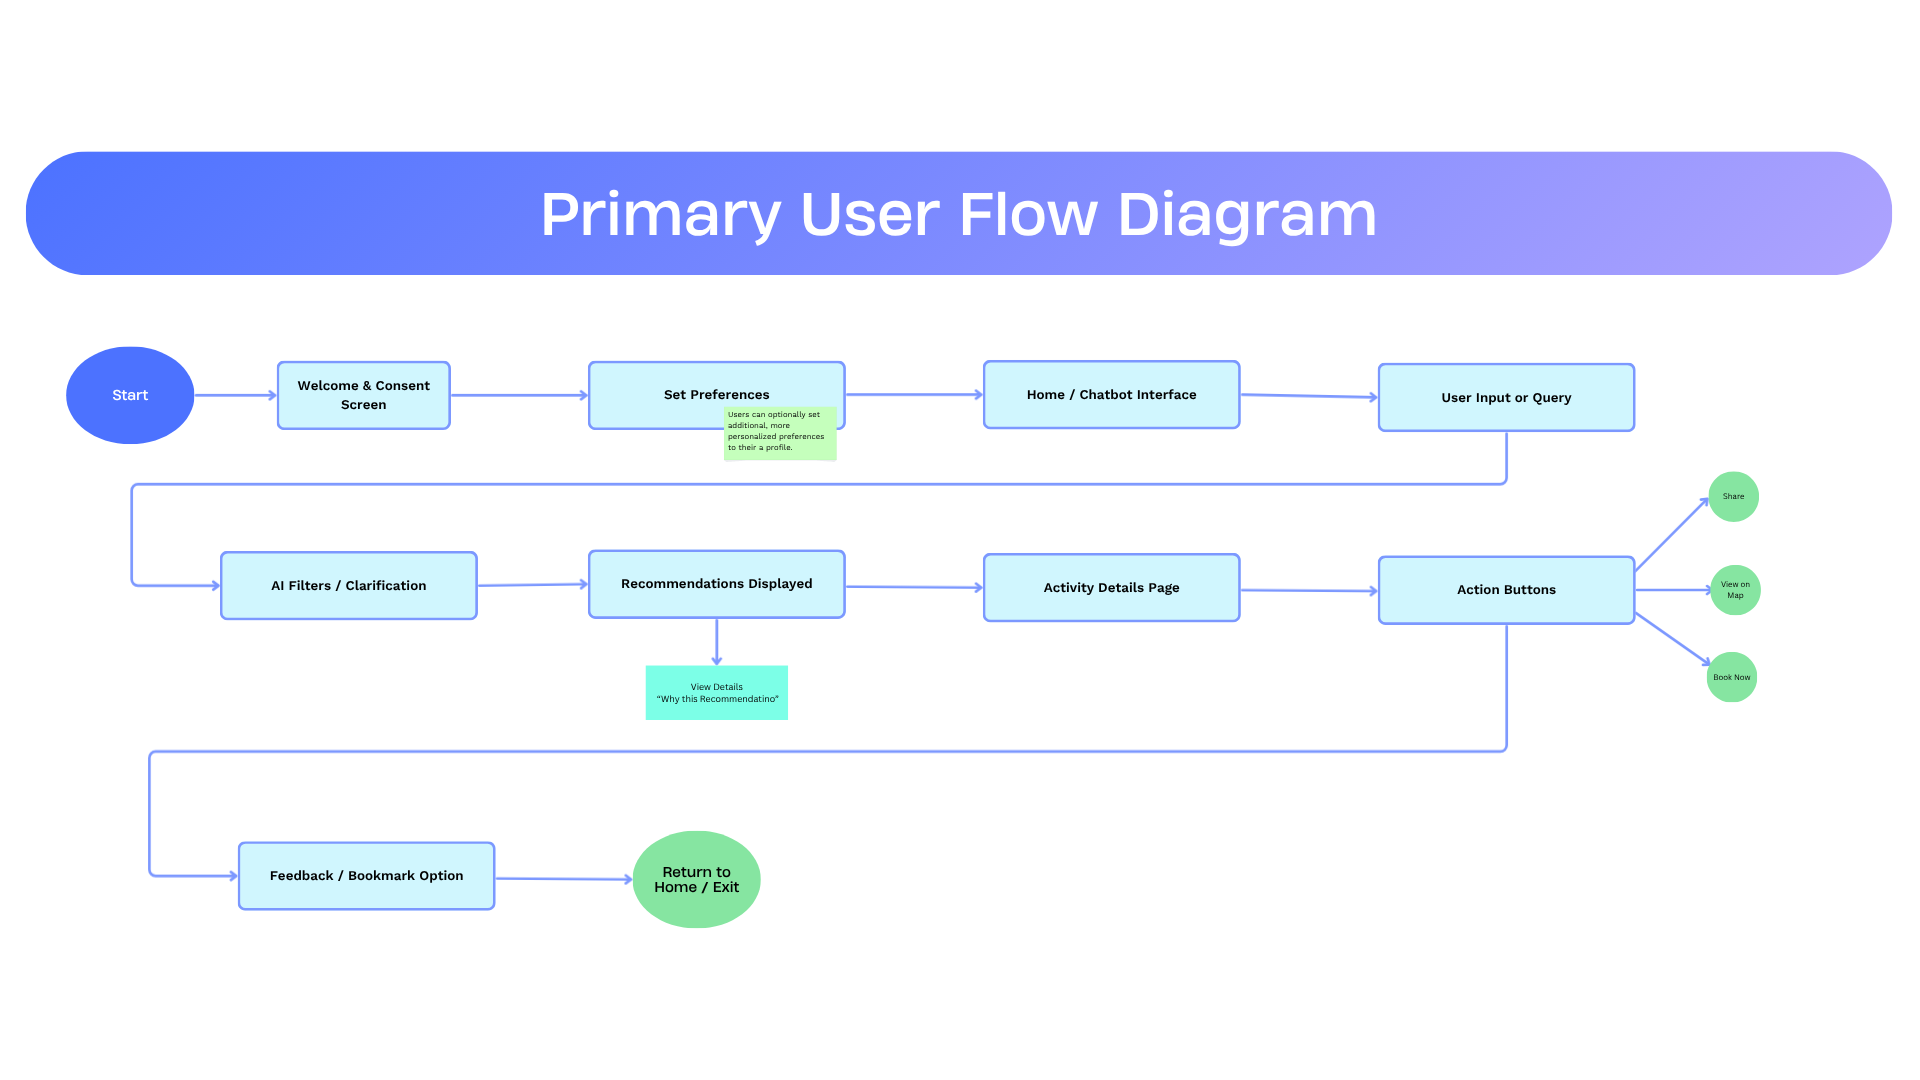 Primary User Flow Diagram
Start
Welcome & Consent
Screen
Set Preferences
Users can optionally set
additional, more
personalized preferences
to their a profile.
Home / Chatbot Interface
User Input or Query
AI Filters / Clarification
Recommendations Displayed
View Details
“Why this Recommendatino”
Activity Details Page
Action Buttons
Share
View on
Map
Book Now
Feedback / Bookmark Option
Return to
Home / Exit